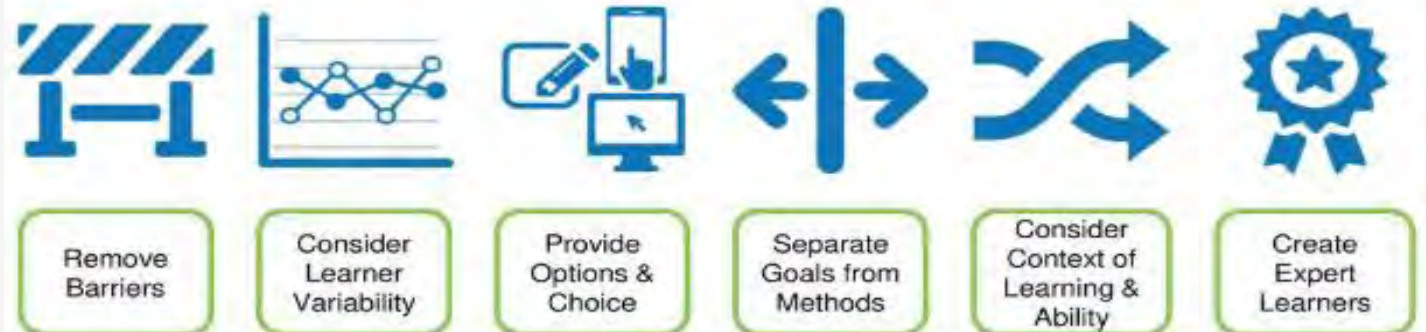 Remove
Barriers
Consider
Learner
Variability
Provide
Options &
Choice
Separate
Goals from
Methods
Consider
Context of
Learning &
Ability
Create
Expert
Learners